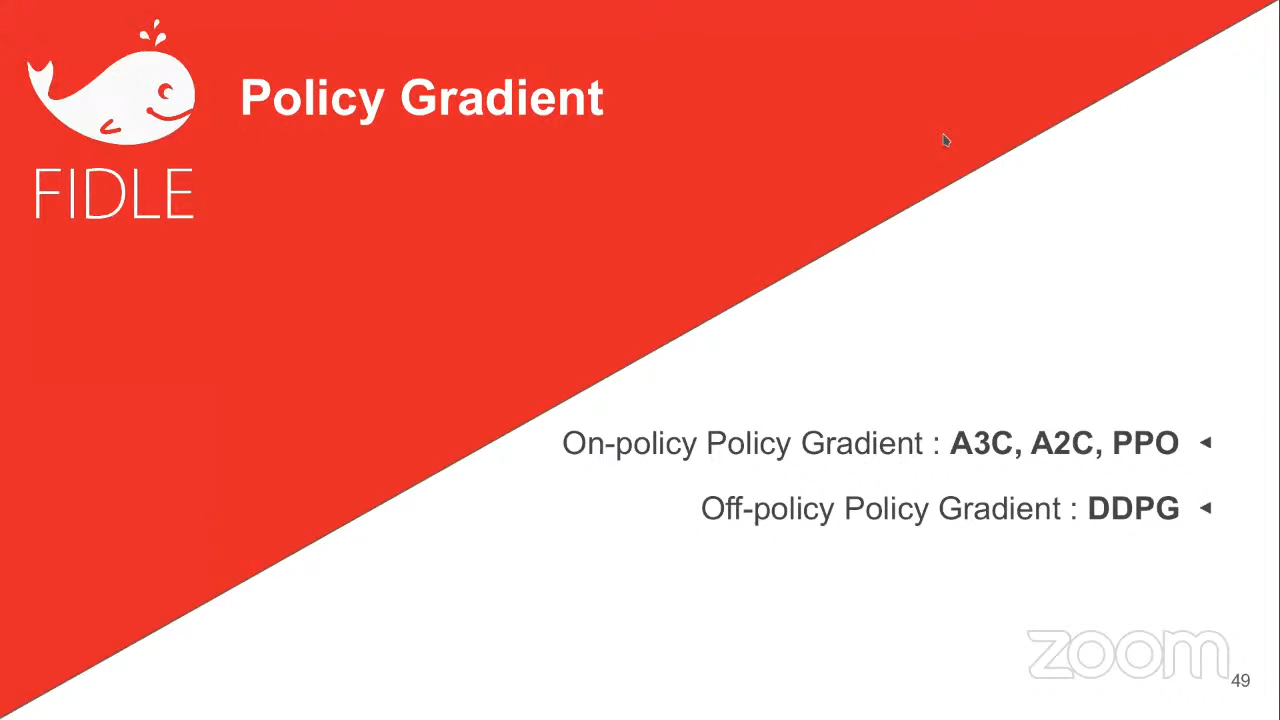 Policy Gradient
FIDLE
On-policy Policy Gradient : A3C, A2C, PPO ◂
Off-policy Policy Gradient : DDPG ◂
zoom
49